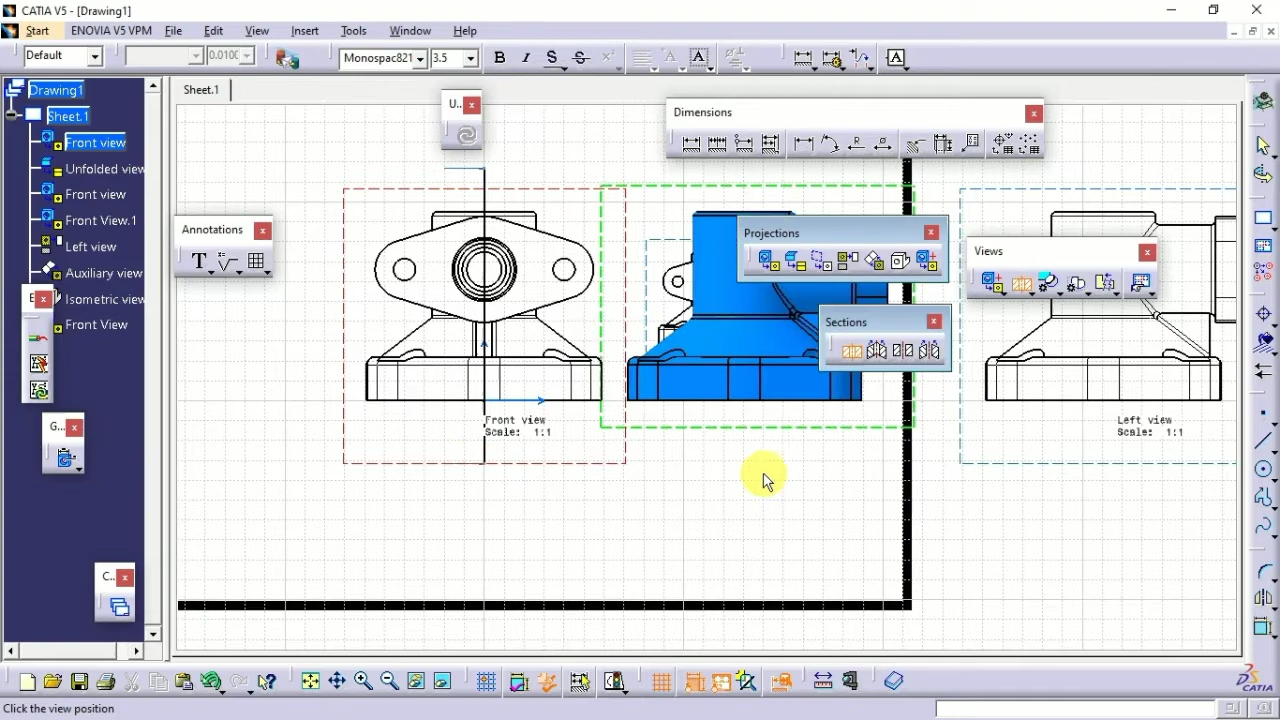 CATIA V5 - [Drawing1]
Start ENOVIA V5 VPM File Edit View Insert Tools Window Help
Default 0.0100 Monospac821 3.5 B I S S
Sheet.1
Drawing1
Sheet.1
Front view
Unfolded view
Front view
Front View.1
Left view
Auxiliary view
Isometric view
Front View
U..
Dimensions
Annotations
T
Projections
Views
Sections
G..
C..
Front view
Scale: 1:1
Left view
Scale: 1:1
CATIA
Click the view position